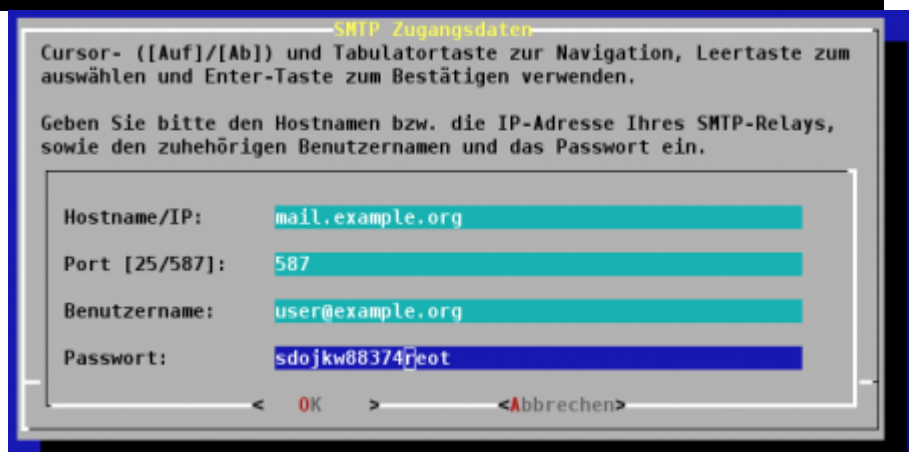 SMTP Zugangsdaten
Cursor- ([Auf]/[Ab]) und Tabulatortaste zur Navigation, Leertaste zum
auswählen und Enter-Taste zum Bestätigen verwenden.
Geben Sie bitte den Hostnamen bzw. die IP-Adresse Ihres SMTP-Relays,
sowie den zuhehörigen Benutzernamen und das Passwort ein.
Hostname/IP: mail.example.org
Port [25/587]: 587
Benutzername: user@example.org
Passwort: sdojkw88374reot
< OK > <Abbrechen>